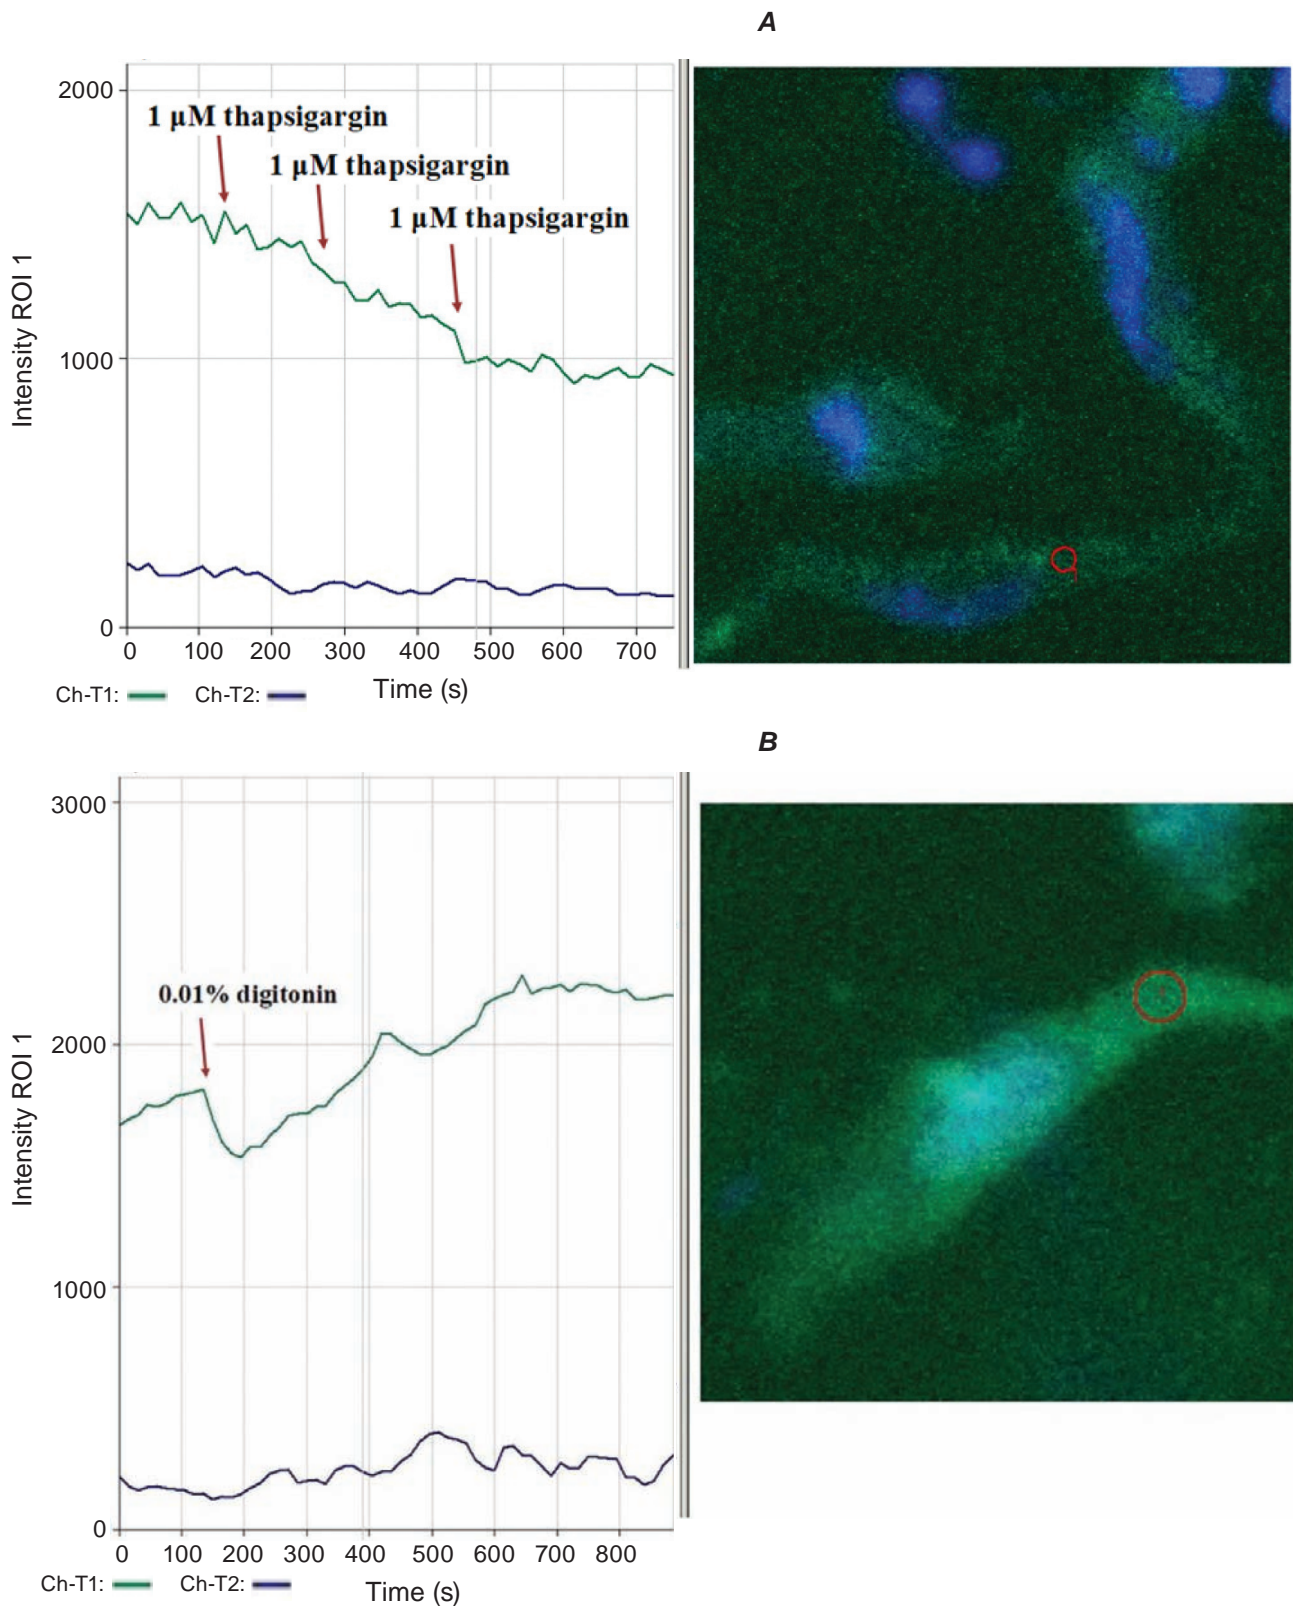 A
2000
1000
0
Intensity ROI 1
1 µM thapsigargin
1 µM thapsigargin
1 µM thapsigargin
0 100 200 300 400 500 600 700
Ch-T1: Ch-T2: Time (s)
B
3000
2000
1000
0
Intensity ROI 1
0.01% digitonin
0 100 200 300 400 500 600 700 800
Ch-T1: Ch-T2: Time (s)